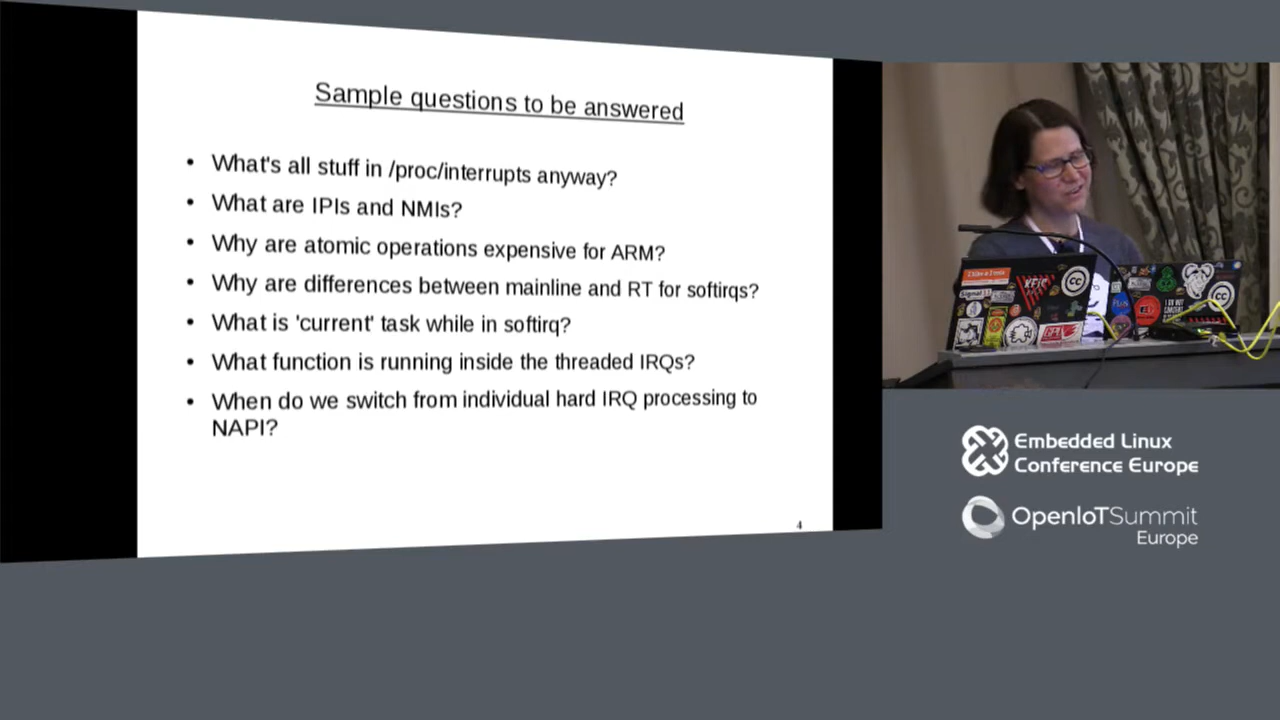 Sample questions to be answered
• What's all stuff in /proc/interrupts anyway?
• What are IPIs and NMIs?
• Why are atomic operations expensive for ARM?
• Why are differences between mainline and RT for softirqs?
• What is 'current' task while in softirq?
• What function is running inside the threaded IRQs?
• When do we switch from individual hard IRQ processing to
NAPI?
4
Embedded Linux
Conference Europe
OpenIoTSummit
Europe
CC
CC